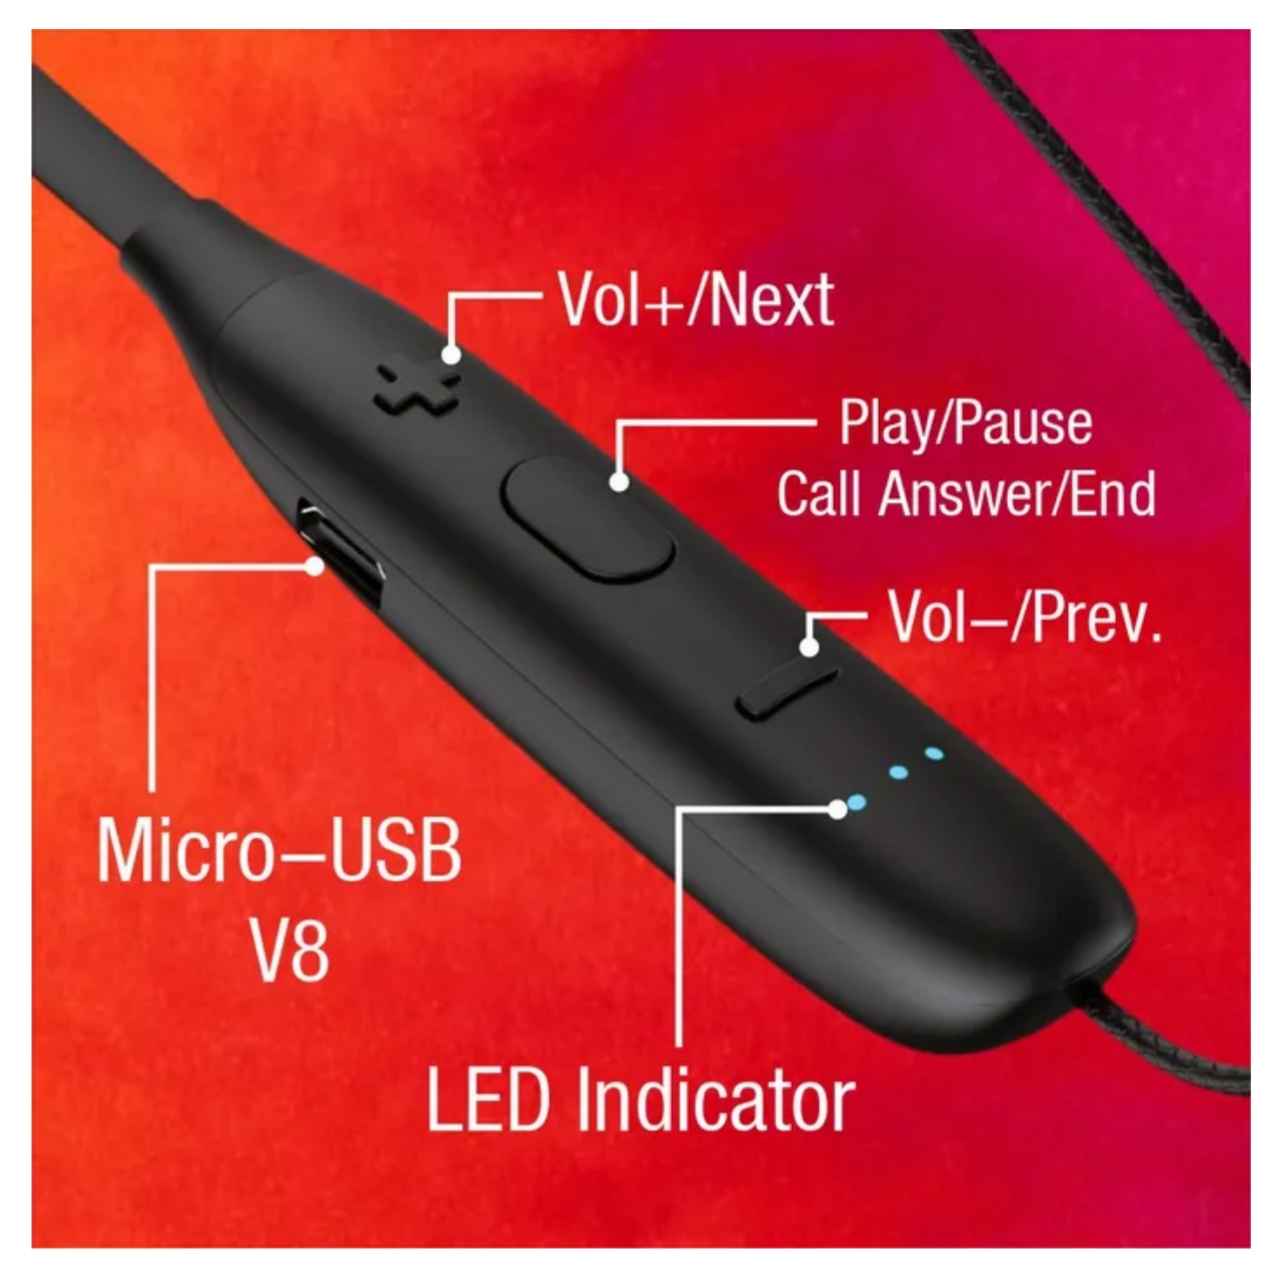 Vol+/Next
Play/Pause
Call Answer/End
Vol–/Prev.
Micro–USB
V8
LED Indicator